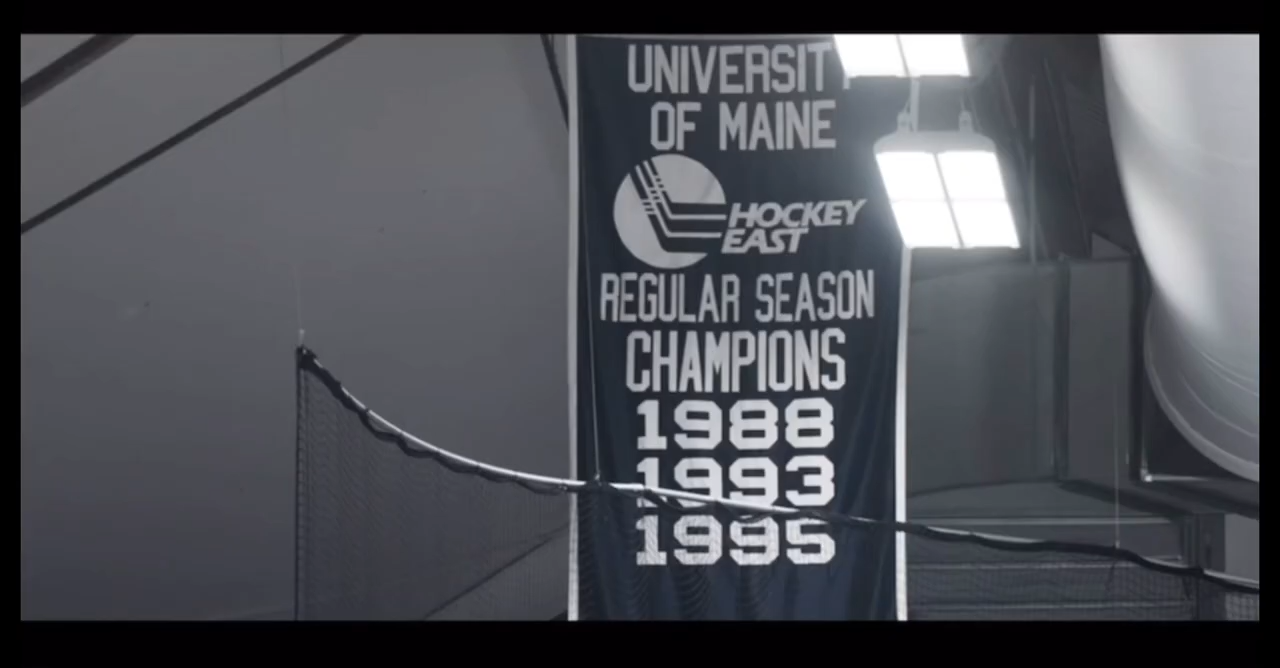 UNIVERSITY
OF MAINE
HOCKEY
EAST
REGULAR SEASON
CHAMPIONS
1988
1993
1995